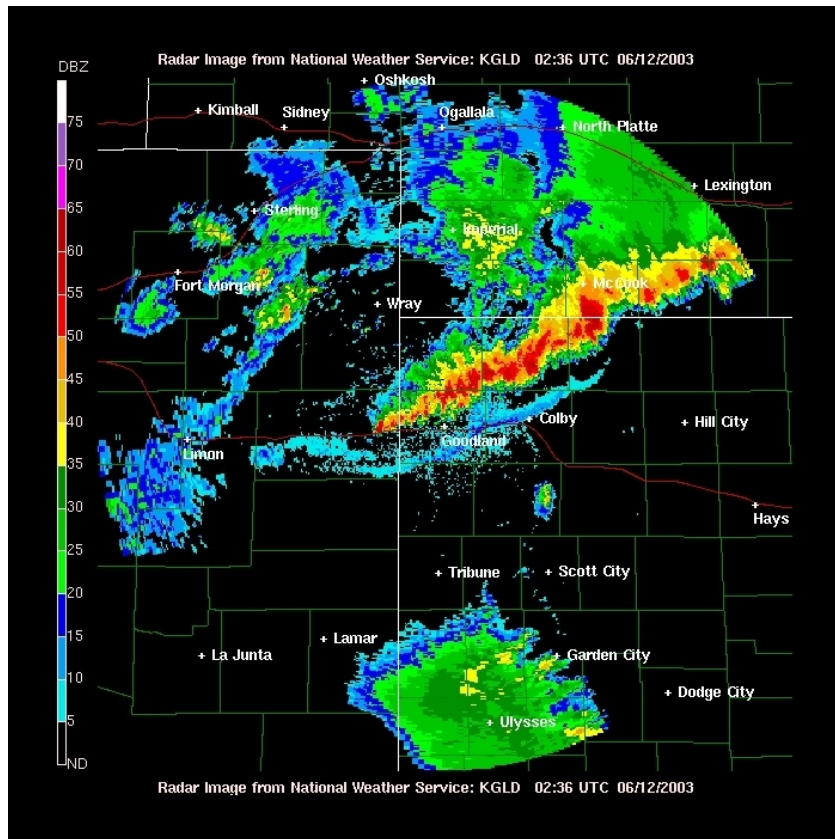 Radar Image from National Weather Service: KGLD 02:36 UTC 06/12/2003
DBZ
Oshkosh
Kimball
Sidney
Ogallala
75
North Platte
70
Lexington
65
Sterling
Imperial
60
Fort Morgan
McCook
55
Wray
50
45
40
Colby
Hill City
Goodland
Limon
35
30
Hays
25
Tribune
Scott City
20
15
Lamar
La Junta
Garden City
10
Dodge City
Ulysses
5
ND
Radar Image from National Weather Service: KGLD 02:36 UTC 06/12/2003